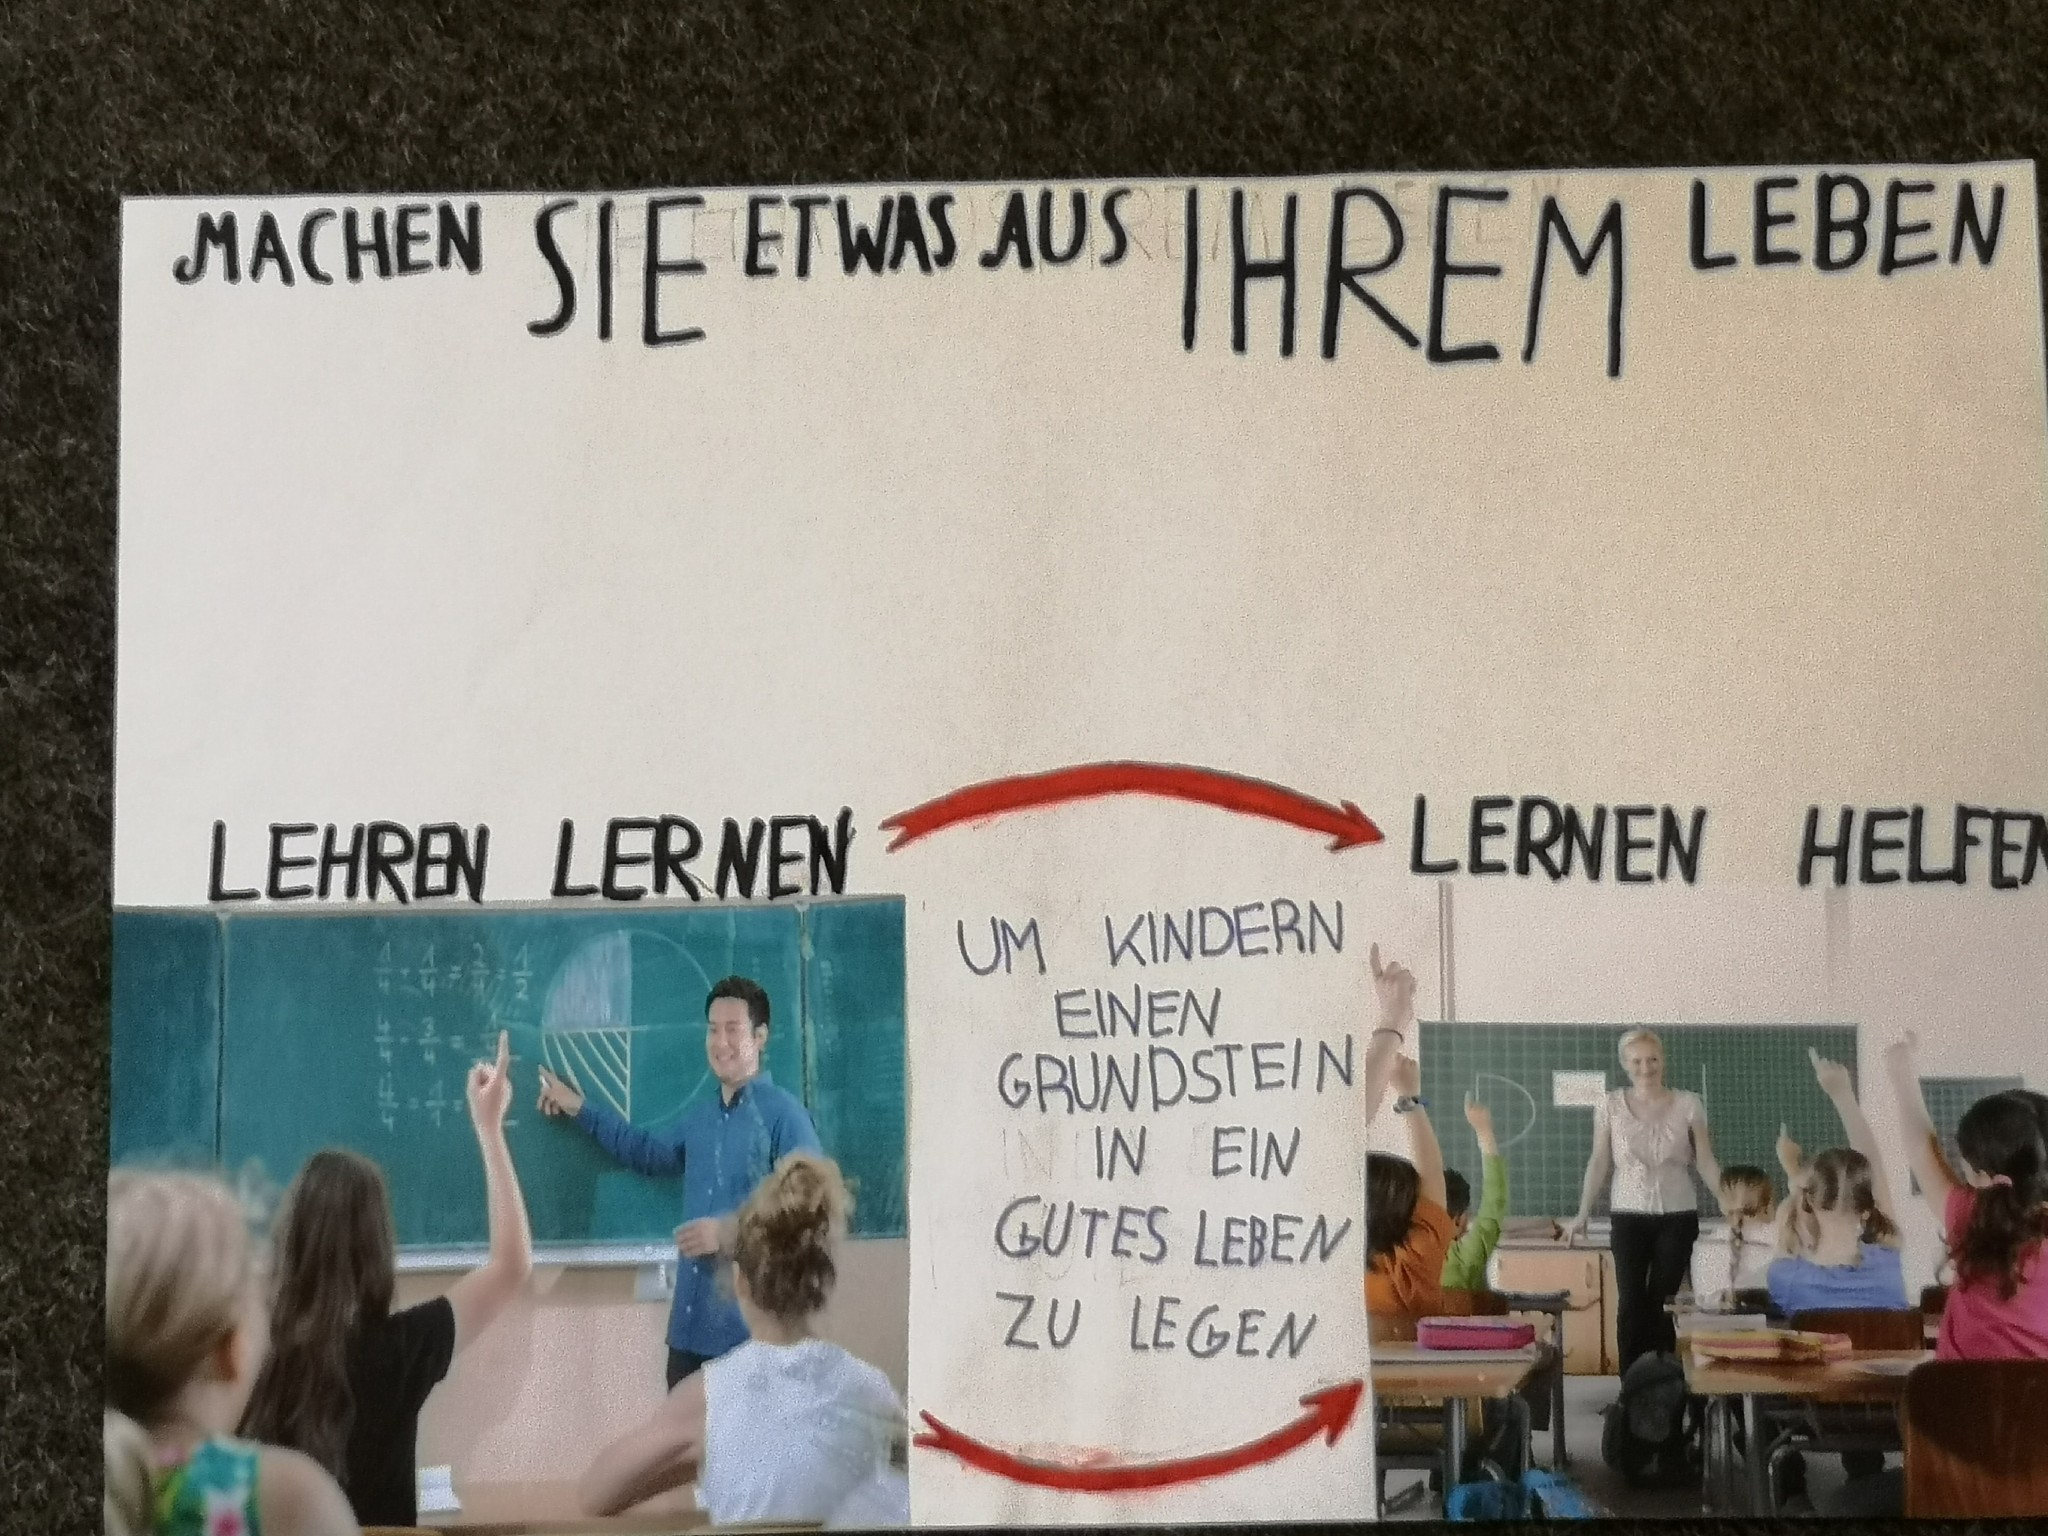 MACHEN SIE ETWAS AUS IHREM LEBEN
LEHREN LERNEN
LERNEN HELFEN
UM KINDERN
EINEN
GRUNDSTEIN
IN EIN
GUTES LEBEN
ZU LEGEN